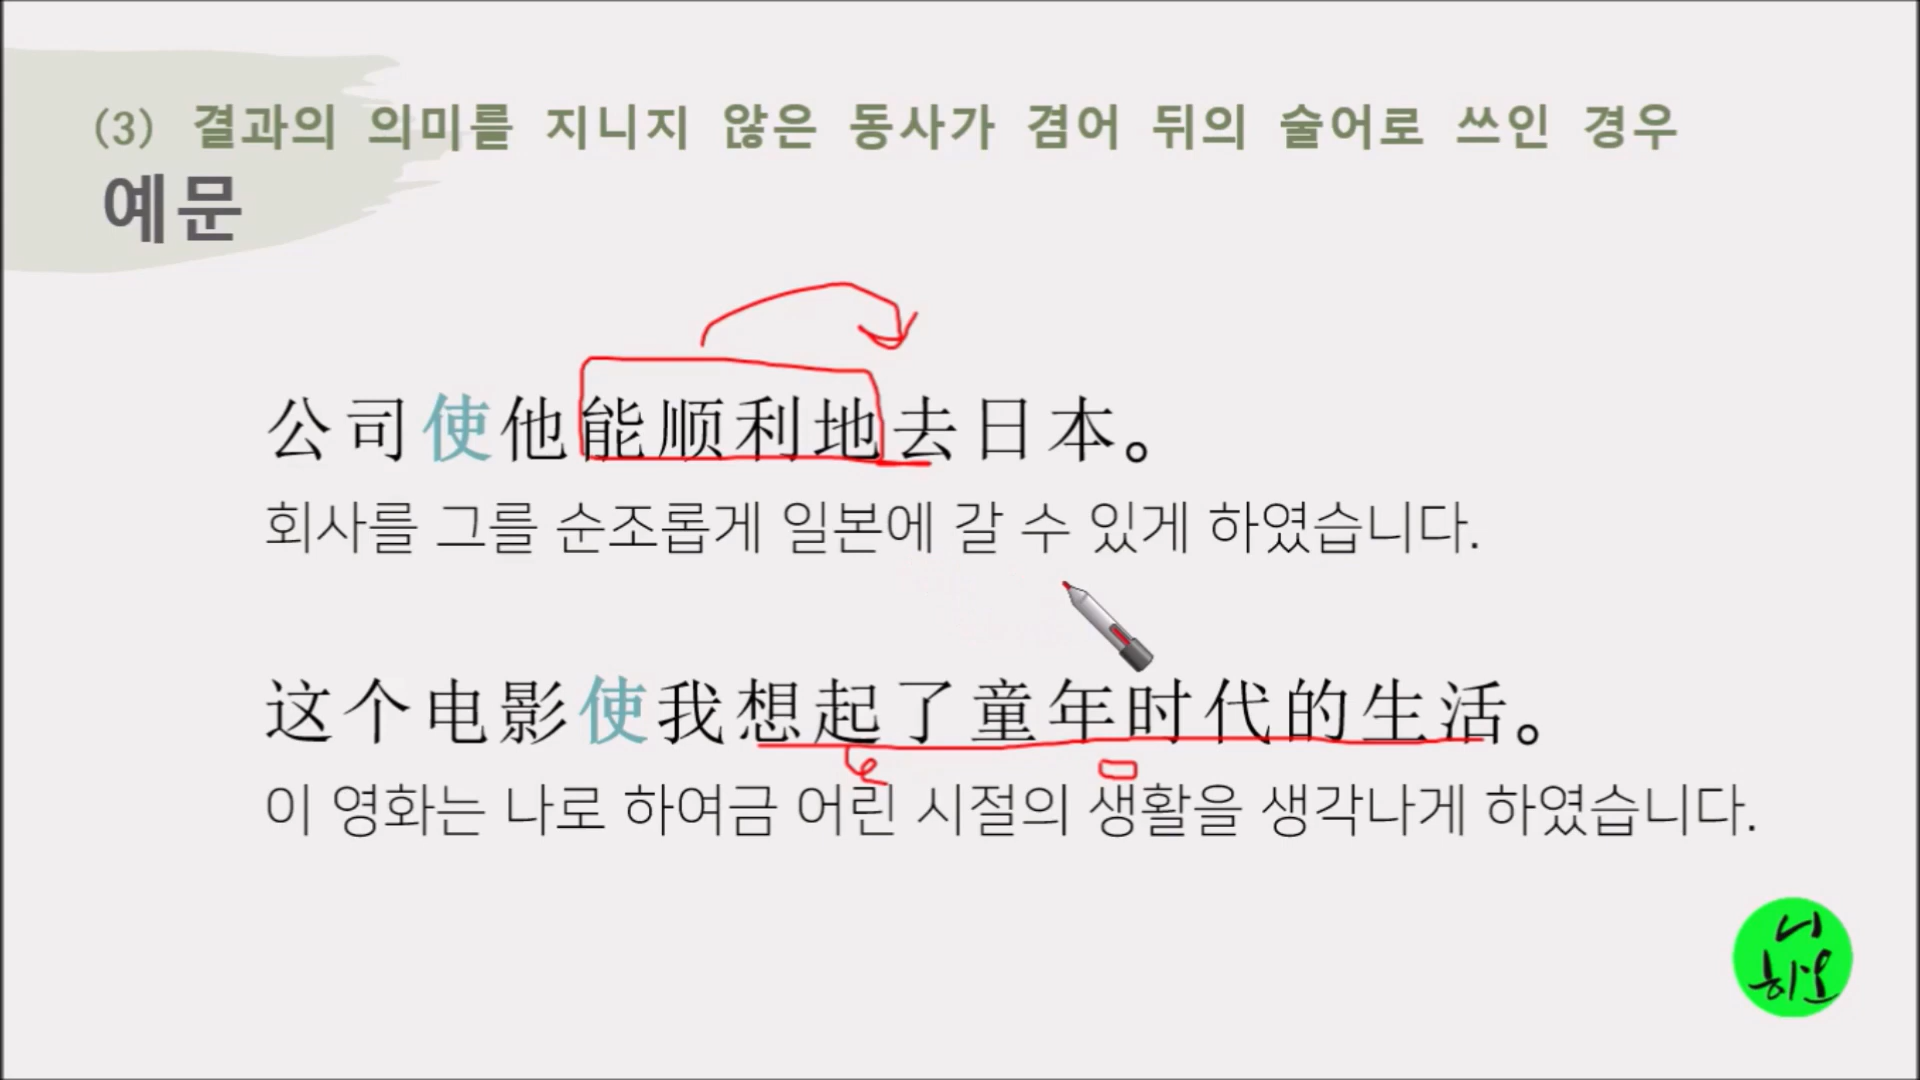 (3) 결과의 의미를 지니지 않은 동사가 겸어 뒤의 술어로 쓰인 경우
예문
公司使他能顺利地去日本。
회사를 그를 순조롭게 일본에 갈 수 있게 하였습니다.
这个电影使我想起了童年时代的生活。
이 영화는 나로 하여금 어린 시절의 생활을 생각나게 하였습니다.
니
하오